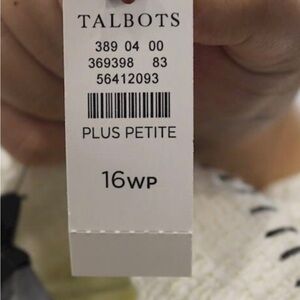 TALBOTS
389 04 00
369398 83
56412093
PLUS PETITE
16WP